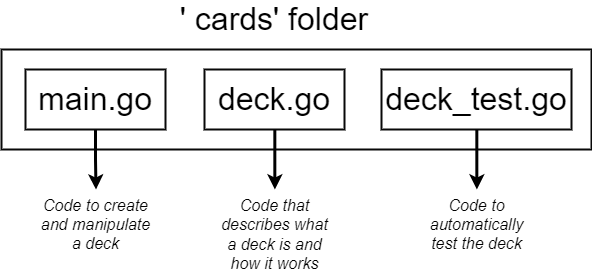 ' cards' folder
main.go
deck.go
deck_test.go
Code to create
and manipulate
a deck
Code that
describes what
a deck is and
how it works
Code to
automatically
test the deck